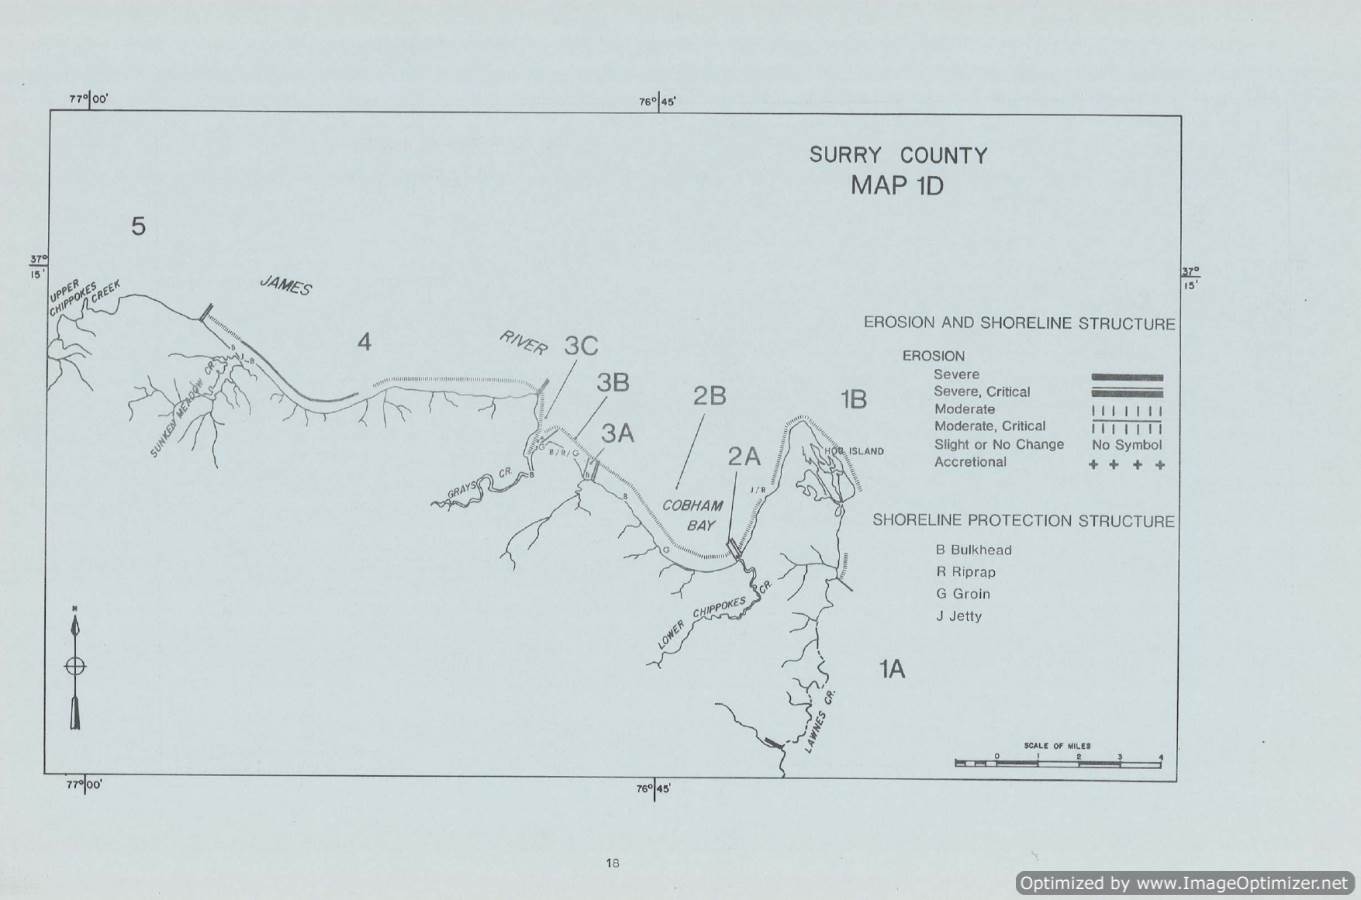 77° 00'
76° 45'
SURRY COUNTY
MAP 1D
5
37°
15'
37°
15'
UPPER
CHIPPOKES
CREEK
JAMES
RIVER
4
3C
3B
3A
2B
2A
1B
HOG ISLAND
EROSION AND SHORELINE STRUCTURE
EROSION
Severe
Severe, Critical
Moderate
Moderate, Critical
Slight or No Change No Symbol
Accretional
B
J-B
SUNKEN MEADOW CR.
G
B/R/G
B
B
B
GRAYS CR.
J/R
COBHAM
BAY
G
SHORELINE PROTECTION STRUCTURE
B Bulkhead
R Riprap
G Groin
J Jetty
LOWER CHIPPOKES CR.
N
1A
LAWNES CR.
SCALE OF MILES
0 1 2 3 4
77° 00'
76° 45'
18
Optimized by www.ImageOptimizer.net